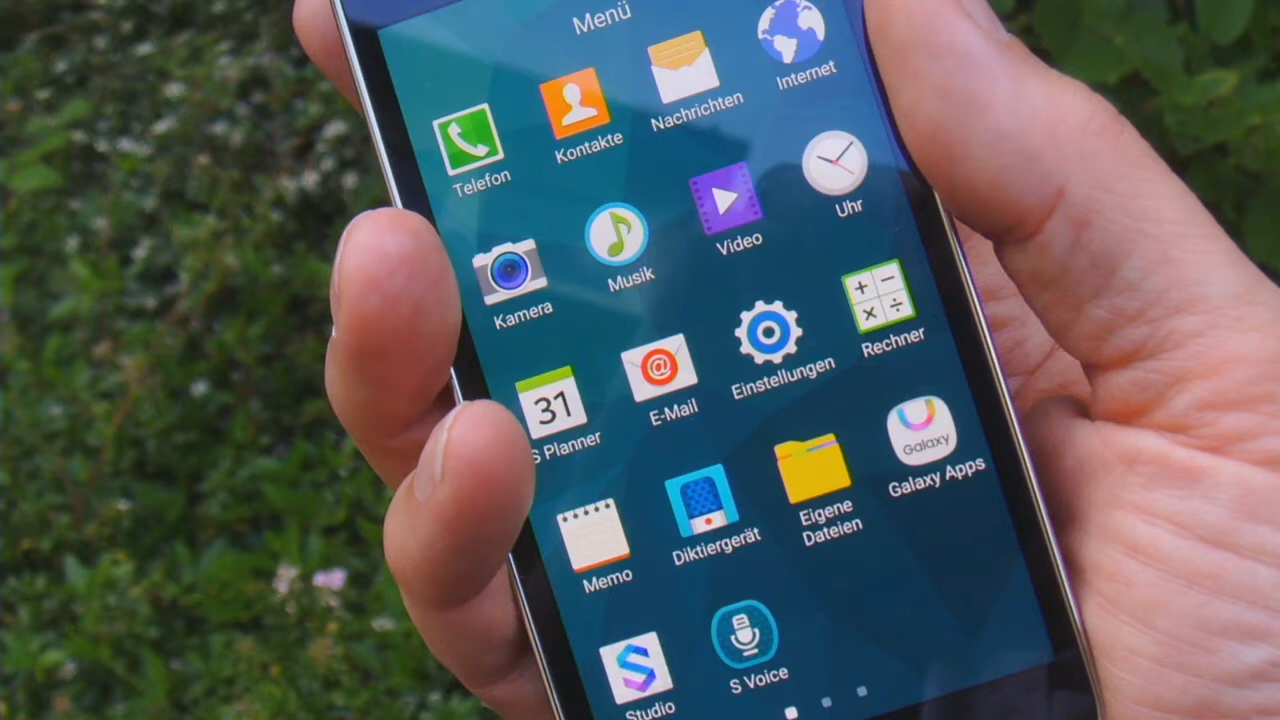 Menü
Telefon
Kontakte
Nachrichten
Internet
Kamera
Musik
Video
Uhr
31
S Planner
@
E-Mail
Einstellungen
Rechner
Memo
Diktiergerät
Eigene
Dateien
Galaxy
Galaxy Apps
Studio
S Voice